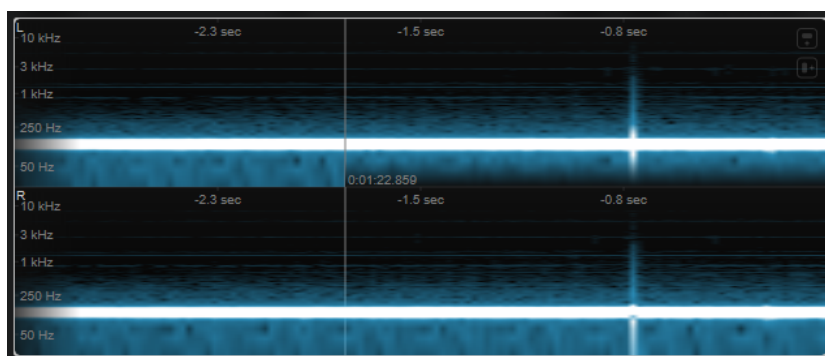 L
-2.3 sec -1.5 sec -0.8 sec
10 kHz
3 kHz
1 kHz
250 Hz
50 Hz
0:01:22.859
R
-2.3 sec -1.5 sec -0.8 sec
10 kHz
3 kHz
1 kHz
250 Hz
50 Hz